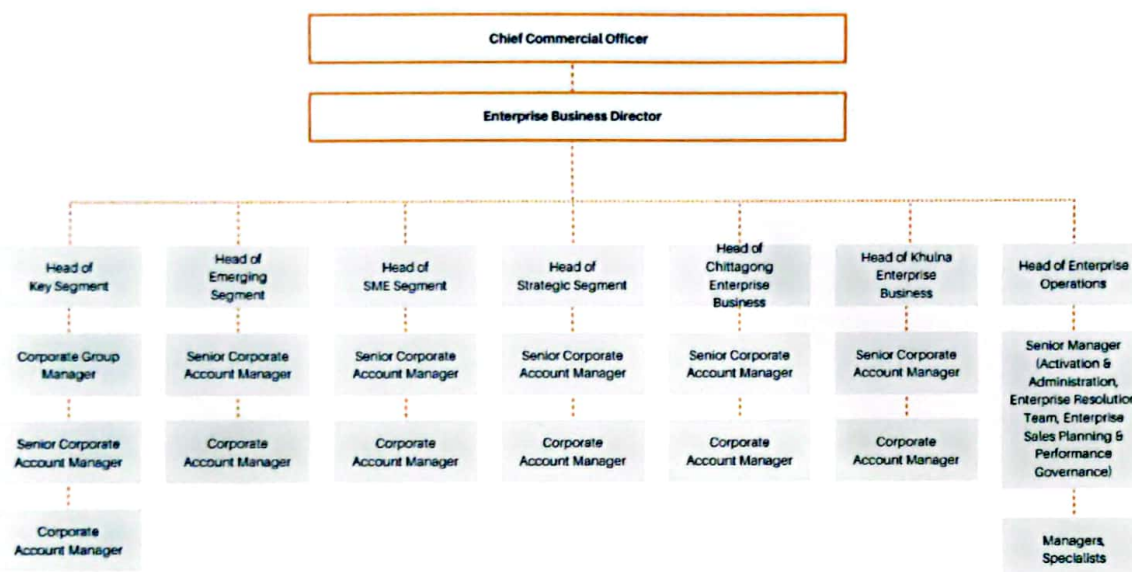 Chief Commercial Officer
Enterprise Business Director
Head of
Key Segment
Head of
Emerging
Segment
Head of
SME Segment
Head of
Strategic Segment
Head of
Chittagong
Enterprise
Business
Head of Khulna
Enterprise
Business
Head of Enterprise
Operations
Corporate Group
Manager
Senior Corporate
Account Manager
Senior Corporate
Account Manager
Senior Corporate
Account Manager
Senior Corporate
Account Manager
Senior Corporate
Account Manager
Senior Manager
(Activation &
Administration,
Enterprise Resolution
Team, Enterprise
Sales Planning &
Performance
Governance)
Senior Corporate
Account Manager
Corporate
Account Manager
Corporate
Account Manager
Corporate
Account Manager
Corporate
Account Manager
Corporate
Account Manager
Corporate
Account Manager
Managers,
Specialists